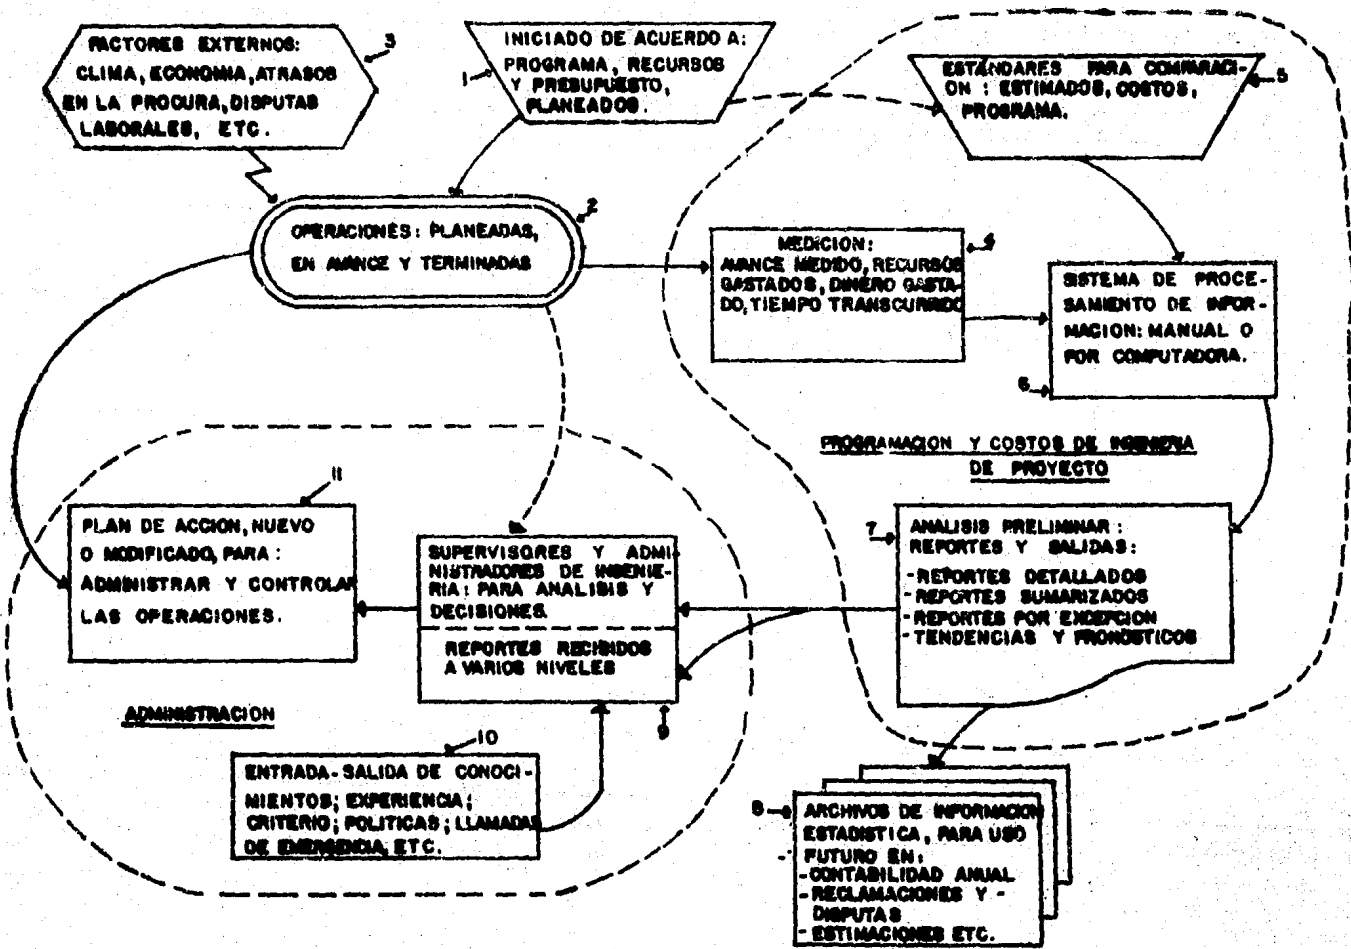 FACTORES EXTERNOS:
CLIMA, ECONOMIA, ATRASOS
EN LA PROCURA, DISPUTAS
LABORALES, ETC.
3
INICIADO DE ACUERDO A:
PROGRAMA, RECURSOS
Y PRESUPUESTO,
PLANEADOS.
1
ESTÁNDARES PARA COMPARACI-
ON : ESTIMADOS, COSTOS,
PROGRAMA.
5
OPERACIONES: PLANEADAS,
EN AVANCE Y TERMINADAS
2
MEDICION:
AVANCE MEDIDO, RECURSOS
GASTADOS, DINERO GASTA-
DO, TIEMPO TRANSCURRIDO
4
SISTEMA DE PROCE-
SAMIENTO DE INFOR-
MACION: MANUAL O
POR COMPUTADORA.
6
PROGRAMACION Y COSTOS DE INGENIERIA
DE PROYECTO
7
ANALISIS PRELIMINAR :
REPORTES Y SALIDAS:
-REPORTES DETALLADOS
-REPORTES SUMARIZADOS
-REPORTES POR EXCEPCION
-TENDENCIAS Y PRONOSTICOS
11
PLAN DE ACCION, NUEVO
O MODIFICADO, PARA :
ADMINISTRAR Y CONTROLAR
LAS OPERACIONES.
SUPERVISORES Y ADMI-
NISTRADORES DE INGENIE-
RIA: PARA ANALISIS Y
DECISIONES.
REPORTES RECIBIDOS
A VARIOS NIVELES
9
ADMINISTRACION
10
ENTRADA-SALIDA DE CONOCI-
MIENTOS; EXPERIENCIA;
CRITERIO; POLITICAS; LLAMADAS
DE EMERGENCIA, ETC.
8
ARCHIVOS DE INFORMACION
ESTADISTICA, PARA USO
FUTURO EN:
-CONTABILIDAD ANUAL
-RECLAMACIONES Y -
DISPUTAS
-ESTIMACIONES ETC.